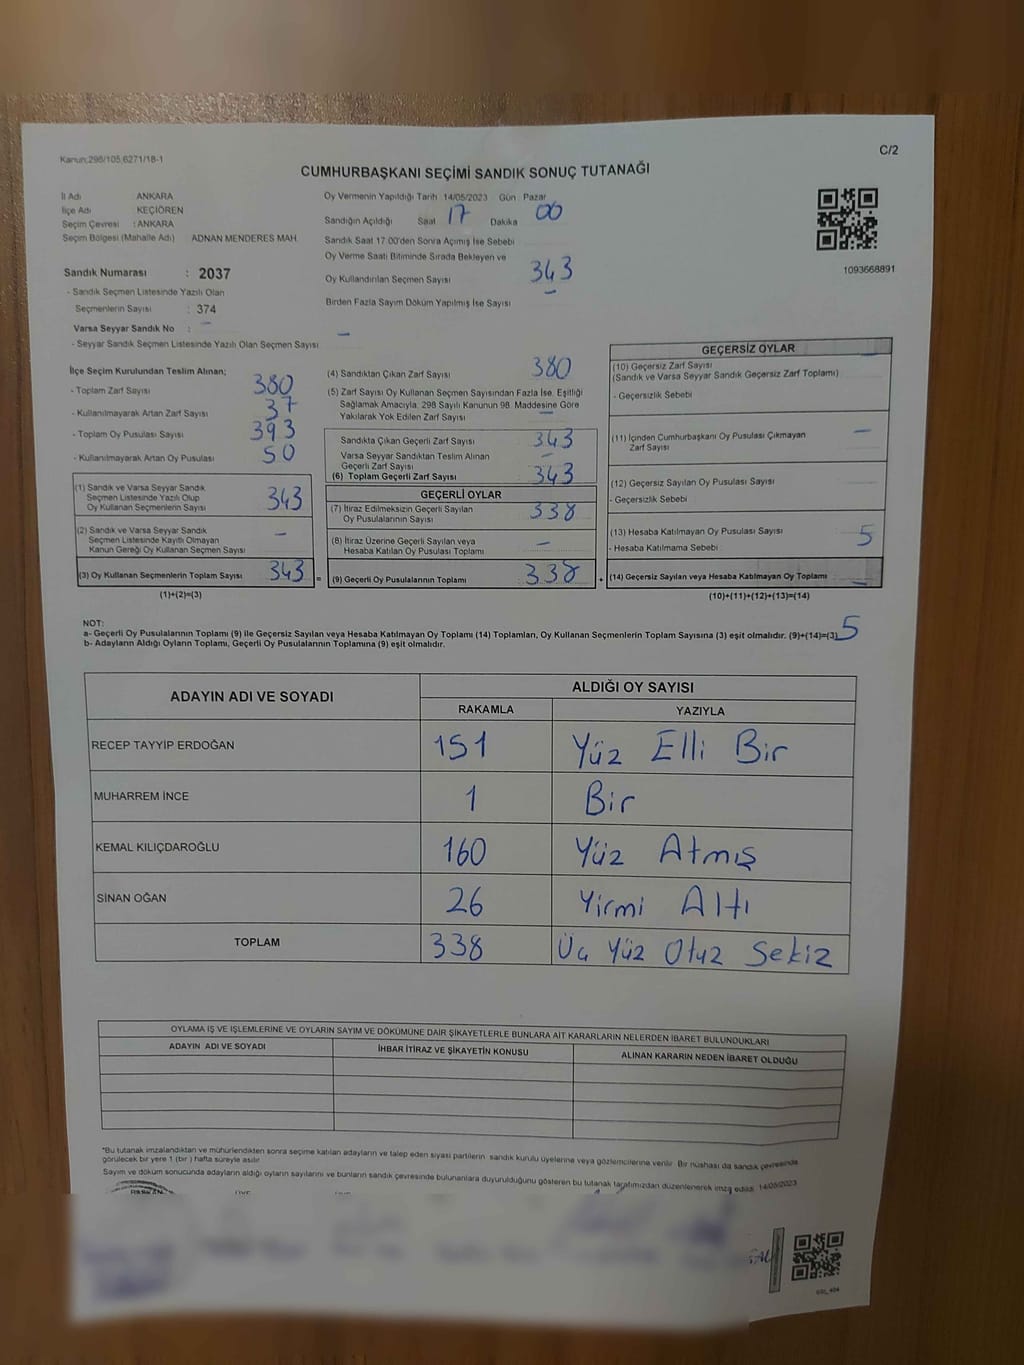 Kanun;298/105,6271/18-1
C/2
CUMHURBAŞKANI SEÇİMİ SANDIK SONUÇ TUTANAĞI
İl Adı ANKARA
İlçe Adı KEÇİÖREN
Seçim Çevresi : ANKARA
Seçim Bölgesi (Mahalle Adı) ADNAN MENDERES MAH.
Oy Vermenin Yapıldığı Tarih 14/05/2023 Gün Pazar
Sandığın Açıldığı Saat 17 Dakika 00
Sandık Saat 17.00'den Sonra Açımış İse Sebebi
Oy Verme Saati Bitiminde Sırada Bekleyen ve
Oy Kullandırılan Seçmen Sayısı 343
Birden Fazla Sayım Döküm Yapılmış İse Sayısı –
1093668891
Sandık Numarası : 2037
- Sandık Seçmen Listesinde Yazılı Olan
Seçmenlerin Sayısı : 374
Varsa Seyyar Sandık No : –
- Seyyar Sandık Seçmen Listesinde Yazılı Olan Seçmen Sayısı –
İlçe Seçim Kurulundan Teslim Alınan;
- Toplam Zarf Sayısı 380
- Kullanılmayarak Artan Zarf Sayısı 37
- Toplam Oy Pusulası Sayısı 393
- Kullanılmayarak Artan Oy Pusulası 50
(1) Sandık ve Varsa Seyyar Sandık
Seçmen Listesinde Yazılı Olup
Oy Kullanan Seçmenlerin Sayısı 343
(2) Sandık ve Varsa Seyyar Sandık
Seçmen Listesinde Kayıtlı Olmayan
Kanun Gereği Oy Kullanan Seçmen Sayısı –
(3) Oy Kullanan Seçmenlerin Toplam Sayısı 343 =
(1)+(2)=(3)
(4) Sandıktan Çıkan Zarf Sayısı 380
(5) Zarf Sayısı Oy Kullanan Seçmen Sayısından Fazla İse, Eşitliği
Sağlamak Amacıyla; 298 Sayılı Kanunun 98. Maddesine Göre
Yakılarak Yok Edilen Zarf Sayısı –
Sandıkta Çıkan Geçerli Zarf Sayısı 343
Varsa Seyyar Sandıktan Teslim Alınan
Geçerli Zarf Sayısı –
(6) Toplam Geçerli Zarf Sayısı 343
GEÇERLİ OYLAR
(7) İtiraz Edilmeksizin Geçerli Sayılan
Oy Pusulalarının Sayısı 338
(8) İtiraz Üzerine Geçerli Sayılan veya
Hesaba Katılan Oy Pusulası Toplamı –
(9) Geçerli Oy Pusulalarının Toplamı 338 +
GEÇERSİZ OYLAR
(10) Geçersiz Zarf Sayısı –
(Sandık ve Varsa Seyyar Sandık Geçersiz Zarf Toplamı)
- Geçersizlik Sebebi
(11) İçinden Cumhurbaşkanı Oy Pusulası Çıkmayan –
Zarf Sayısı
(12) Geçersiz Sayılan Oy Pusulası Sayısı –
- Geçersizlik Sebebi
(13) Hesaba Katılmayan Oy Pusulası Sayısı 5
- Hesaba Katılmama Sebebi
(14) Geçersiz Sayılan veya Hesaba Katılmayan Oy Toplamı –
(10)+(11)+(12)+(13)=(14)
NOT:
a- Geçerli Oy Pusulalarının Toplamı (9) ile Geçersiz Sayılan veya Hesaba Katılmayan Oy Toplamı (14) Toplamları, Oy Kullanan Seçmenlerin Toplam Sayısına (3) eşit olmalıdır. (9)+(14)=(3) 5
b- Adayların Aldığı Oyların Toplamı, Geçerli Oy Pusulalarının Toplamına (9) eşit olmalıdır.
ADAYIN ADI VE SOYADI ALDIĞI OY SAYISI
RAKAMLA YAZIYLA
RECEP TAYYİP ERDOĞAN 151 Yüz Elli Bir
MUHARREM İNCE 1 Bir
KEMAL KILIÇDAROĞLU 160 Yüz Atmış
SİNAN OĞAN 26 Yirmi Altı
TOPLAM 338 Üç Yüz Otuz Sekiz
OYLAMA İŞ VE İŞLEMLERİNE VE OYLARIN SAYIM VE DÖKÜMÜNE DAİR ŞİKAYETLERLE BUNLARA AİT KARARLARIN NELERDEN İBARET BULUNDUKLARI
ADAYIN ADI VE SOYADI İHBAR İTİRAZ VE ŞİKAYETİN KONUSU ALINAN KARARIN NEDEN İBARET OLDUĞU
*Bu tutanak imzalandıktan ve mühürlendikten sonra seçime katılan adayların ve talep eden siyasi partilerin sandık kurulu üyelerine veya gözlemcilerine verilir. Bir nüshası da sandık çevresinde
görülecek bir yere 1 (bir ) hafta süreyle asılır.
Sayım ve döküm sonucunda adayların aldığı oyların sayılarını ve bunların sandık çevresinde bulunanlara duyurulduğunu gösteren bu tutanak tarafımızdan düzenlenerek imza edildi. 14/05/2023